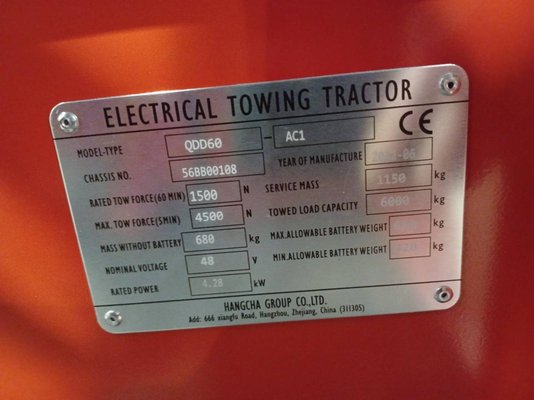 ELECTRICAL TOWING TRACTOR
MODEL-TYPE QDD60 - AC1 CE
CHASSIS NO. 56BB00108 YEAR OF MANUFACTURE
RATED TOW FORCE(60 MIN) 1500 N SERVICE MASS 1150 kg
MAX. TOW FORCE(5MIN) 4500 N TOWED LOAD CAPACITY 6000 kg
MASS WITHOUT BATTERY 680 kg MAX.ALLOWABLE BATTERY WEIGHT kg
NOMINAL VOLTAGE 48 V MIN.ALLOWABLE BATTERY WEIGHT kg
RATED POWER 4.28 kW
HANGCHA GROUP CO.,LTD.
Add: 666 xiangfu Road, Hangzhou, Zhejiang, China (311305)